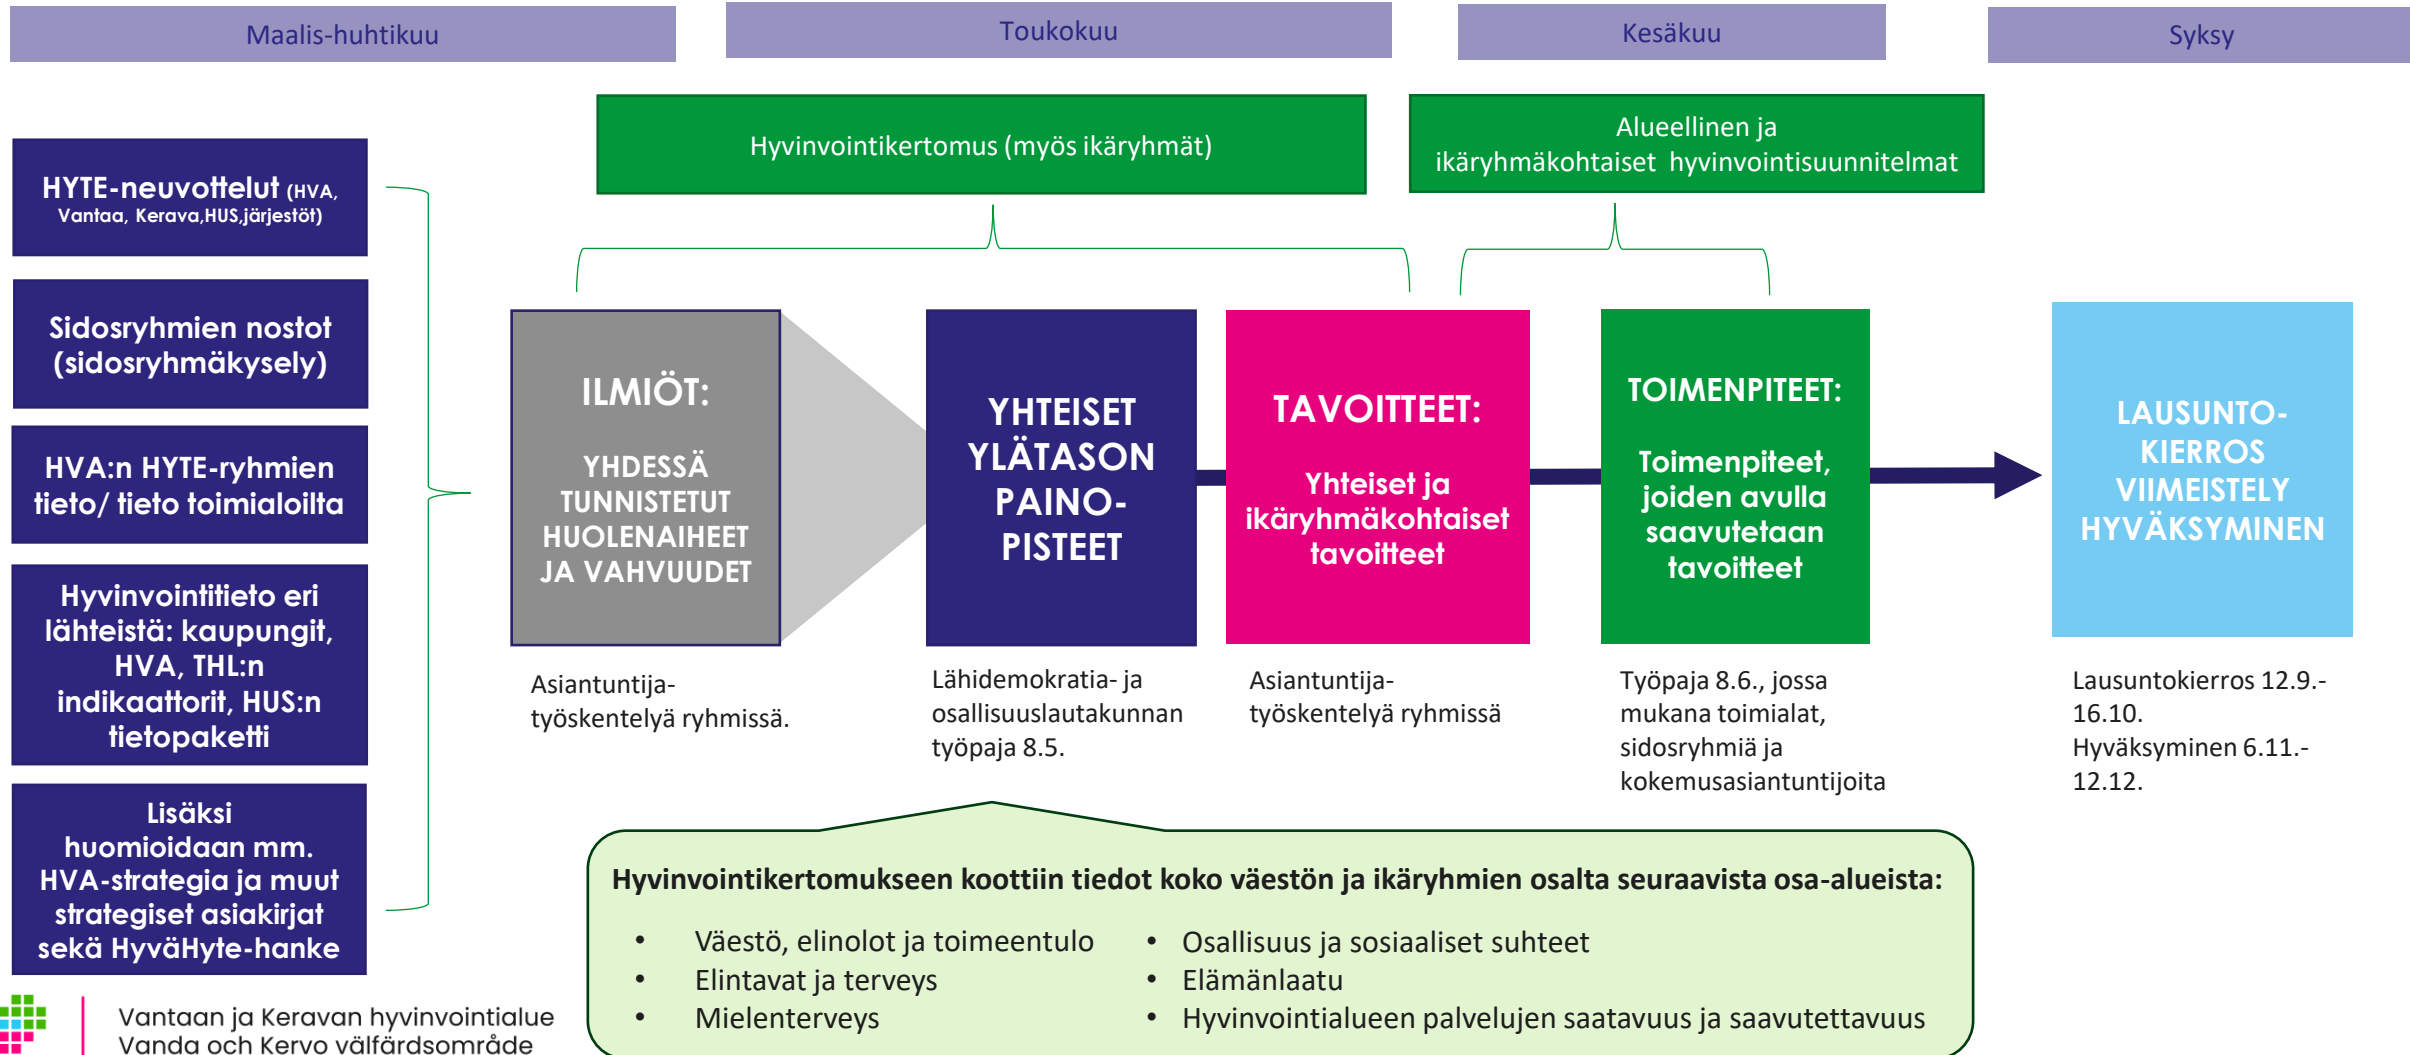 Maalis-huhtikuu
Toukokuu
Kesäkuu
Syksy
Hyvinvointikertomus (myös ikäryhmät)
Alueellinen ja
ikäryhmäkohtaiset hyvinvointisuunnitelmat
HYTE-neuvottelut (HVA,
Vantaa, Kerava,HUS,järjestöt)
Sidosryhmien nostot
(sidosryhmäkysely)
HVA:n HYTE-ryhmien
tieto/ tieto toimialoilta
Hyvinvointitieto eri
lähteistä: kaupungit,
HVA, THL:n
indikaattorit, HUS:n
tietopaketti
Lisäksi
huomioidaan mm.
HVA-strategia ja muut
strategiset asiakirjat
sekä HyväHyte-hanke
ILMIÖT:
YHDESSÄ
TUNNISTETUT
HUOLENAIHEET
JA VAHVUUDET
Asiantuntija-
työskentelyä ryhmissä.
YHTEISET
YLÄTASON
PAINO-
PISTEET
Lähidemokratia- ja
osallisuuslautakunnan
työpaja 8.5.
TAVOITTEET:
Yhteiset ja
ikäryhmäkohtaiset
tavoitteet
Asiantuntija-
työskentelyä ryhmissä
TOIMENPITEET:
Toimenpiteet,
joiden avulla
saavutetaan
tavoitteet
Työpaja 8.6., jossa
mukana toimialat,
sidosryhmiä ja
kokemusasiantuntijoita
LAUSUNTO-
KIERROS
VIIMEISTELY
HYVÄKSYMINEN
Lausuntokierros 12.9.-
16.10.
Hyväksyminen 6.11.-
12.12.
Hyvinvointikertomukseen koottiin tiedot koko väestön ja ikäryhmien osalta seuraavista osa-alueista:
• Väestö, elinolot ja toimeentulo
• Elintavat ja terveys
• Mielenterveys
• Osallisuus ja sosiaaliset suhteet
• Elämänlaatu
• Hyvinvointialueen palvelujen saatavuus ja saavutettavuus
Vantaan ja Keravan hyvinvointialue
Vanda och Kervo välfärdsområde